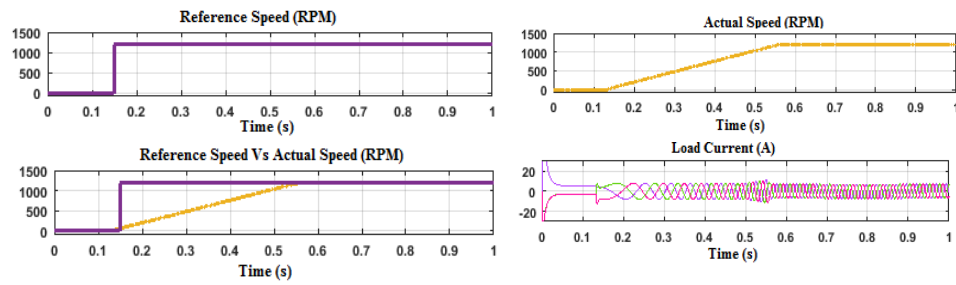 Reference Speed (RPM)
1500
1000
500
0
0 0.1 0.2 0.3 0.4 0.5 0.6 0.7 0.8 0.9 1
Time (s)
Actual Speed (RPM)
1500
1000
500
0
0 0.1 0.2 0.3 0.4 0.5 0.6 0.7 0.8 0.9 1
Time (s)
Reference Speed Vs Actual Speed (RPM)
1500
1000
500
0
0 0.1 0.2 0.3 0.4 0.5 0.6 0.7 0.8 0.9 1
Time (s)
Load Current (A)
20
0
-20
0 0.1 0.2 0.3 0.4 0.5 0.6 0.7 0.8 0.9 1
Time (s)